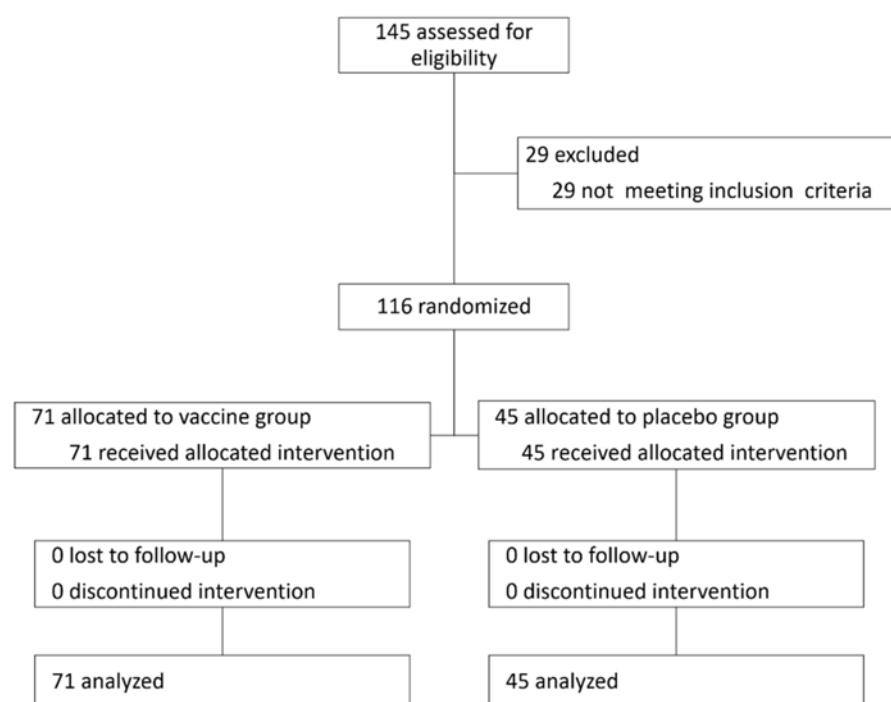 145 assessed for
eligibility
29 excluded
29 not meeting inclusion criteria
116 randomized
71 allocated to vaccine group
71 received allocated intervention
45 allocated to placebo group
45 received allocated intervention
0 lost to follow-up
0 discontinued intervention
0 lost to follow-up
0 discontinued intervention
71 analyzed
45 analyzed